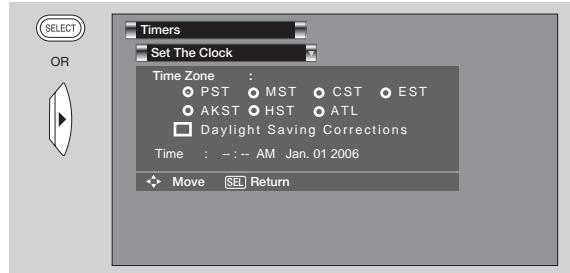 SELECT
OR
Timers
Set The Clock
Time Zone :
PST MST CST EST
AKST HST ATL
Daylight Saving Corrections
Time : -- : -- AM Jan. 01 2006
Move SEL Return